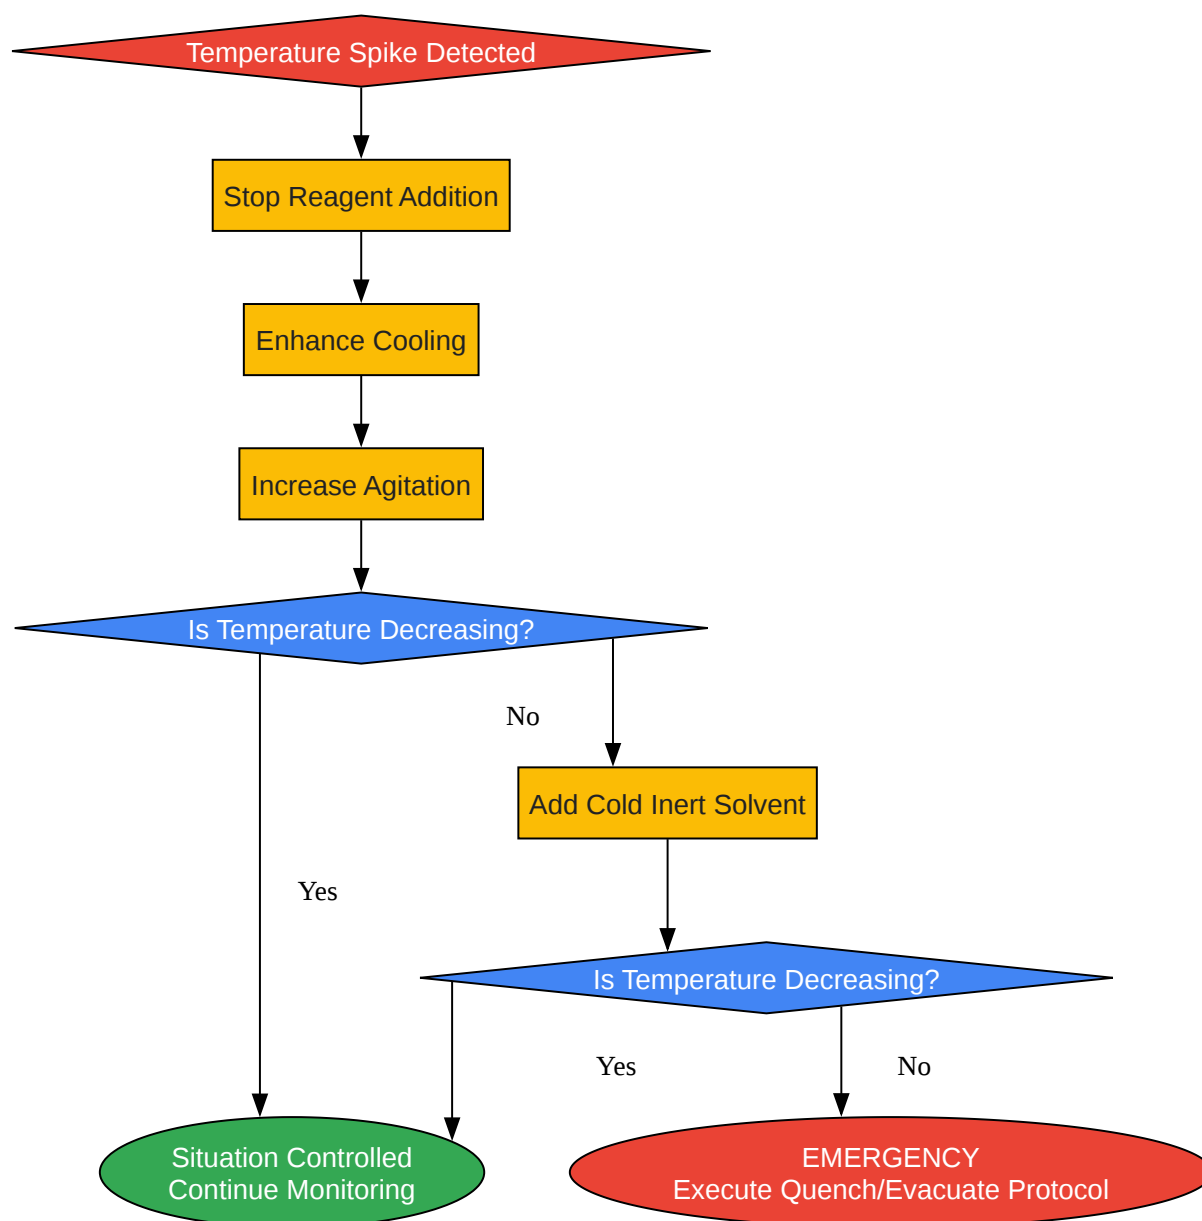 Temperature Spike Detected
Stop Reagent Addition
Enhance Cooling
Increase Agitation
Is Temperature Decreasing?
No
Add Cold Inert Solvent
Yes
Is Temperature Decreasing?
Yes
No
Situation Controlled
Continue Monitoring
EMERGENCY
Execute Quench/Evacuate Protocol